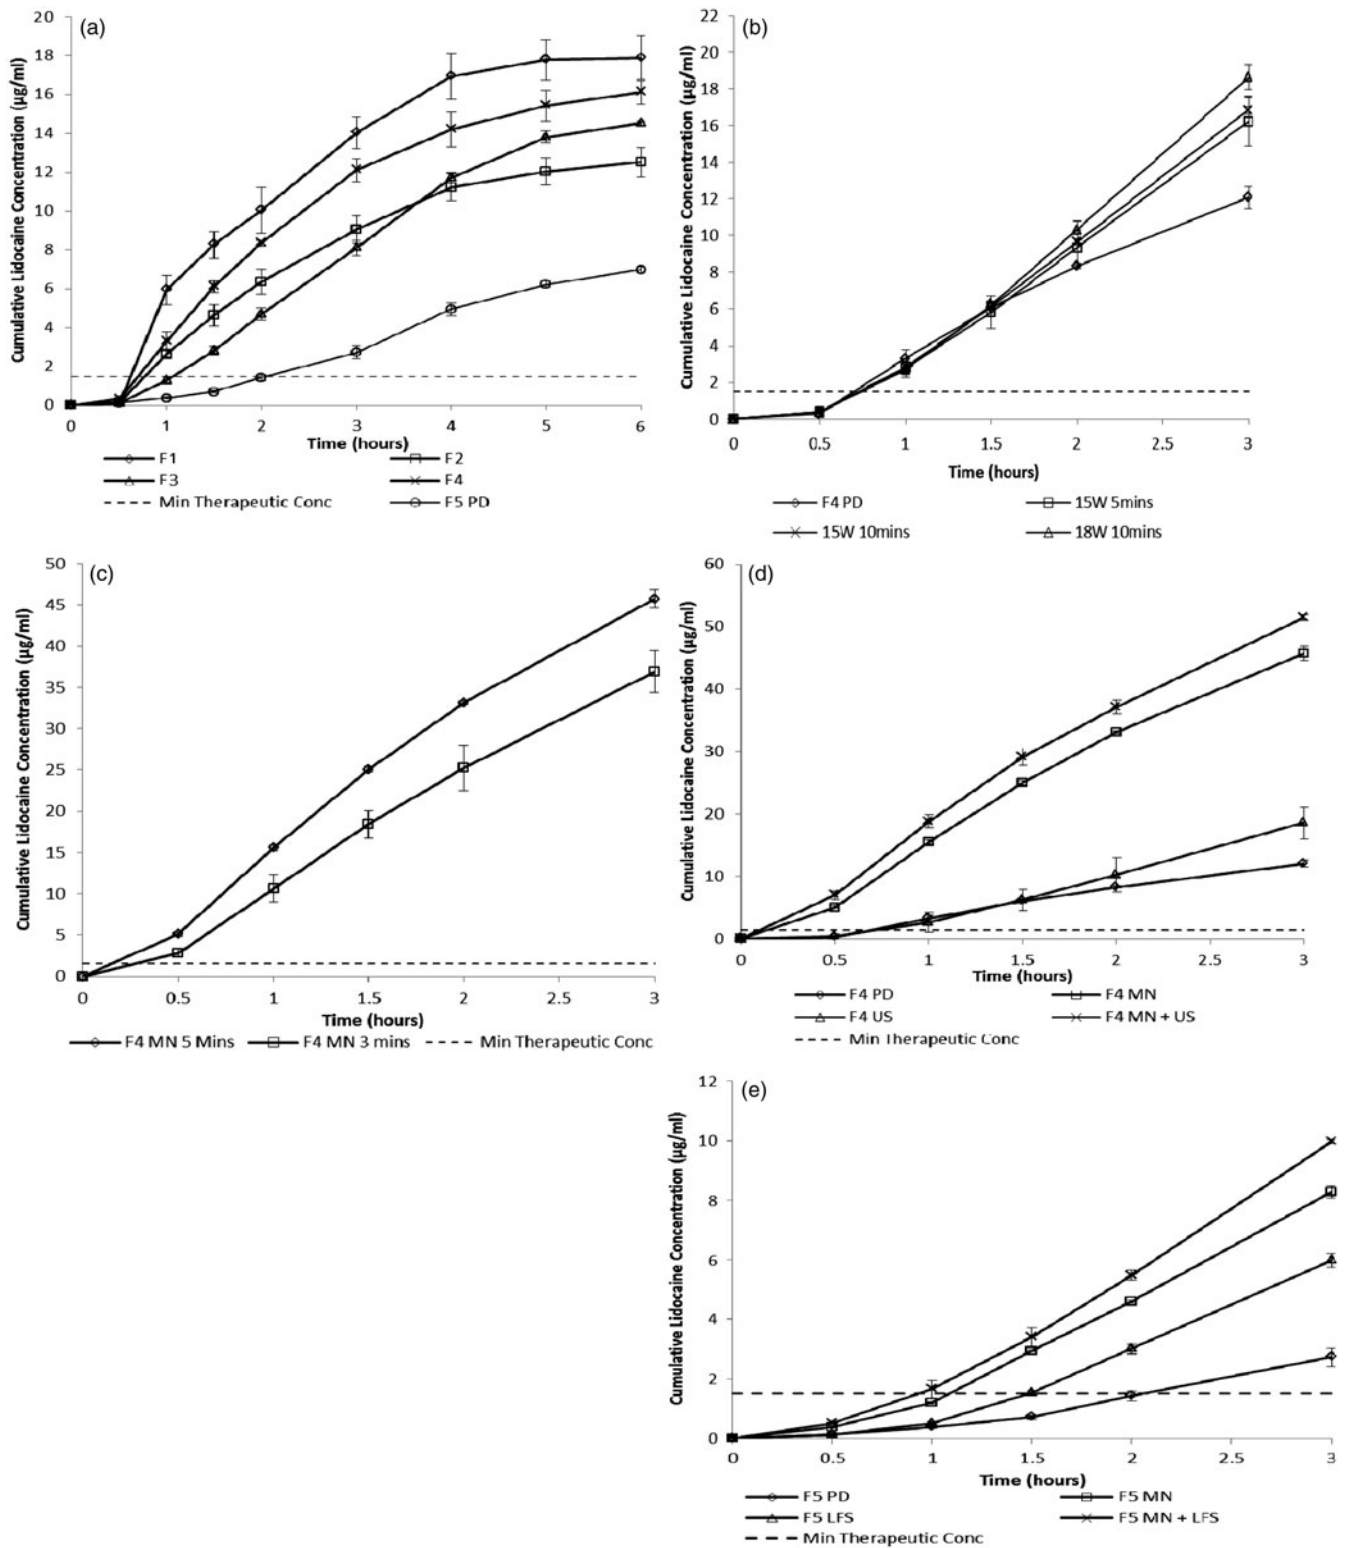 (a)
Cumulative Lidocaine Concentration (µg/ml)
20
18
16
14
12
10
8
6
4
2
0
0 1 2 3 4 5 6
Time (hours)
F1 F2
F3 F4
Min Therapeutic Conc F5 PD
(b)
Cumulative Lidocaine Concentration (µg/ml)
22
20
18
16
14
12
10
8
6
4
2
0
0 0.5 1 1.5 2 2.5 3
Time (hours)
F4 PD 15W 5mins
15W 10mins 18W 10mins
(c)
Cumulative Lidocaine Concentration (µg/ml)
50
45
40
35
30
25
20
15
10
5
0
0 0.5 1 1.5 2 2.5 3
Time (hours)
F4 MN 5 Mins F4 MN 3 mins Min Therapeutic Conc
(d)
Cumulative Lidocaine Concentration (µg/ml)
60
50
40
30
20
10
0
0 0.5 1 1.5 2 2.5 3
Time (hours)
F4 PD F4 MN
F4 US F4 MN + US
Min Therapeutic Conc
(e)
Cumulative Lidocaine Concentration (µg/ml)
12
10
8
6
4
2
0
0 0.5 1 1.5 2 2.5 3
Time (hours)
F5 PD F5 MN
F5 LFS F5 MN + LFS
Min Therapeutic Conc